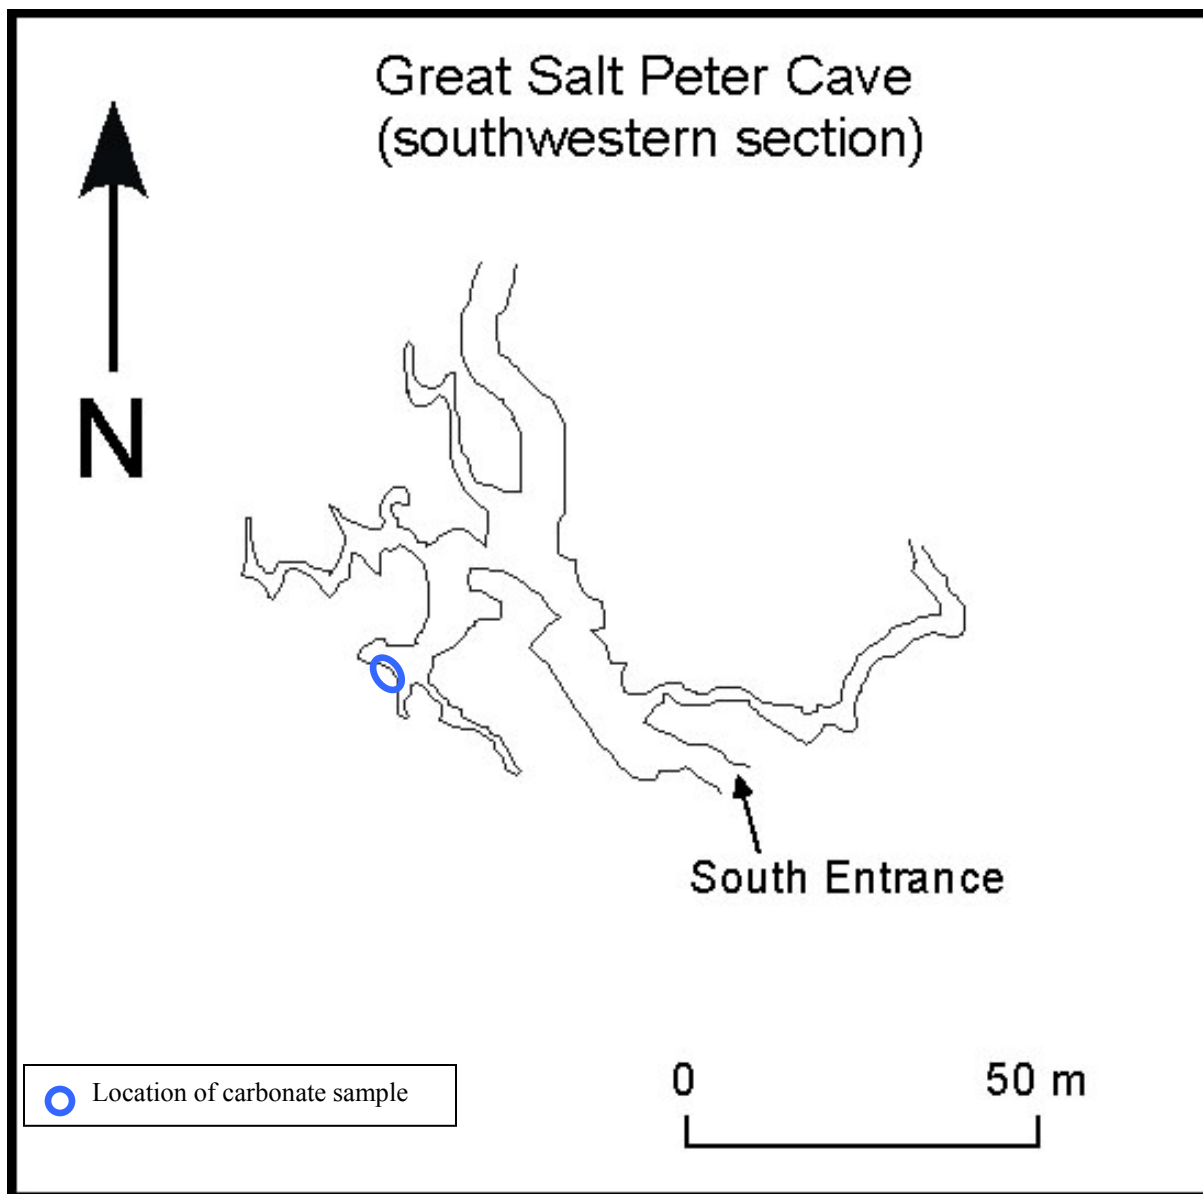 Great Salt Peter Cave
(southwestern section)
N
South Entrance
0 50 m
Location of carbonate sample